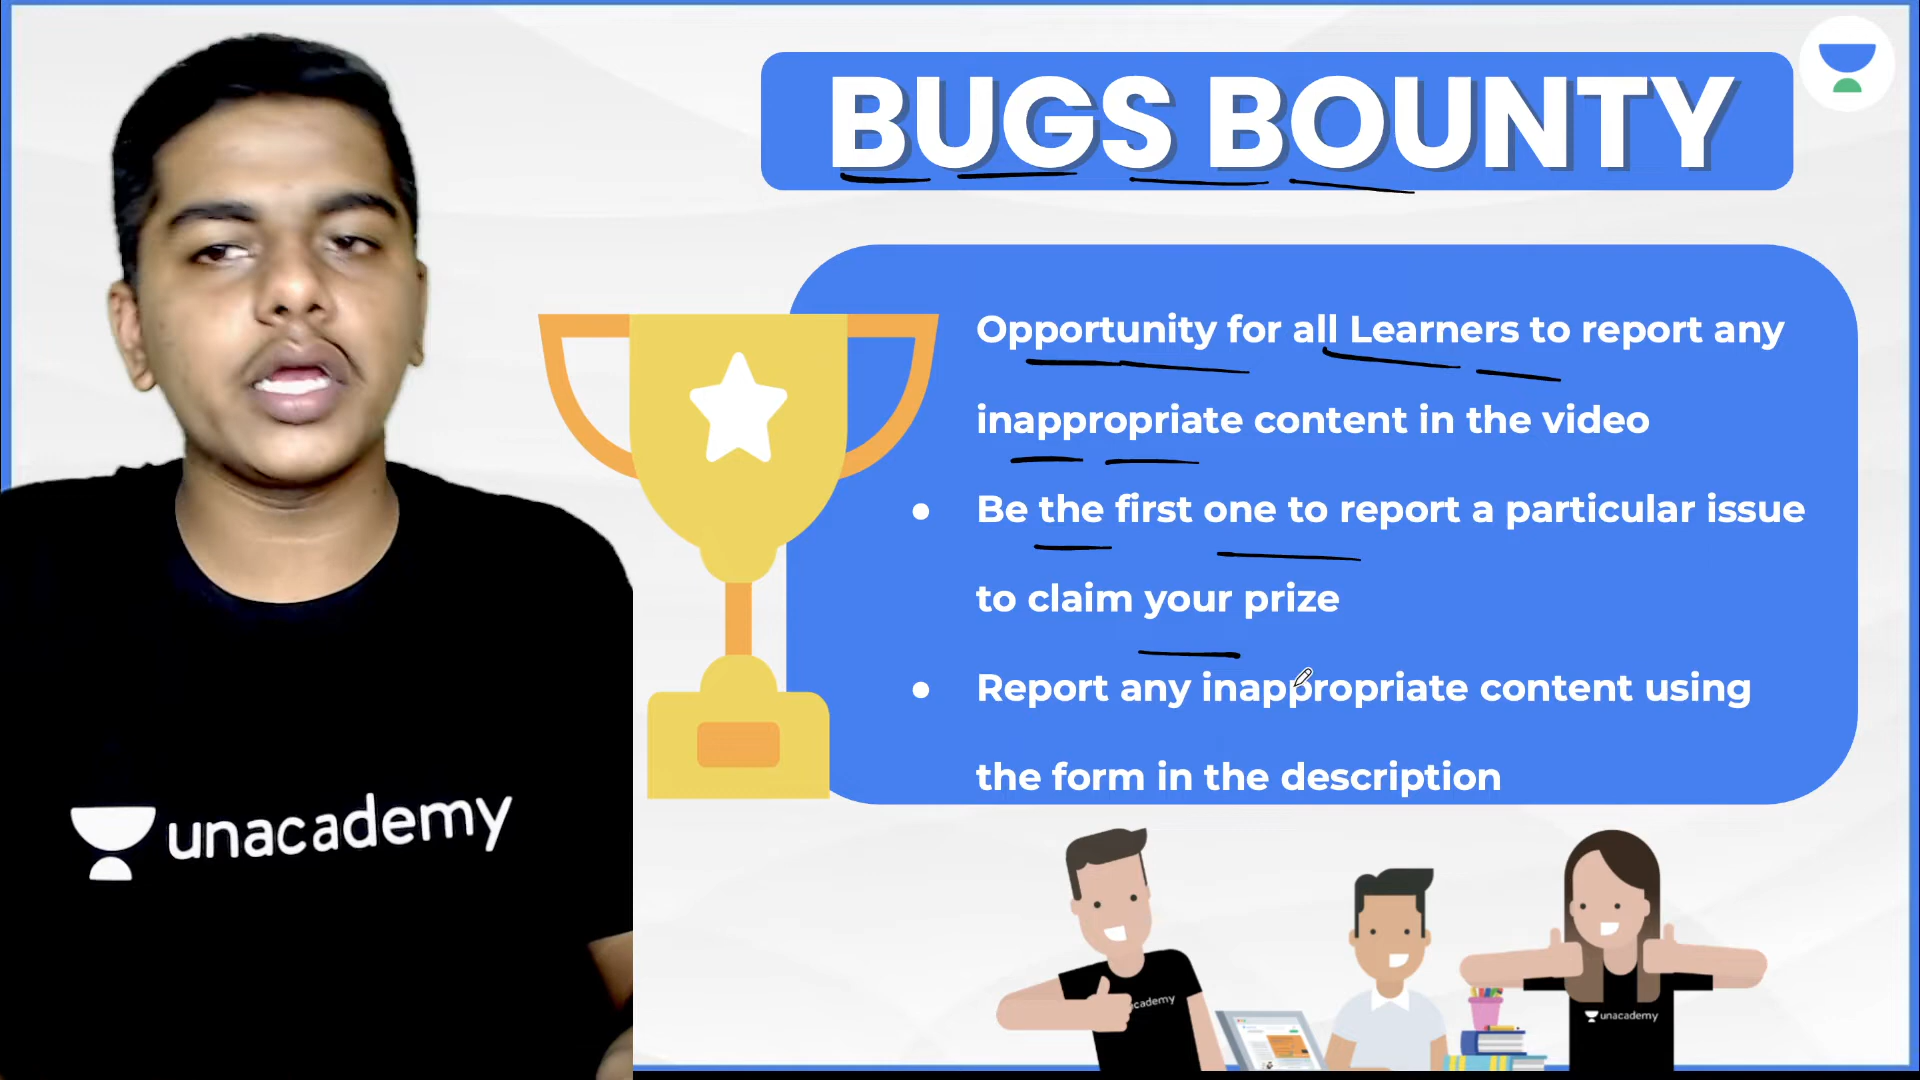 BUGS BOUNTY
Opportunity for all Learners to report any
inappropriate content in the video
• Be the first one to report a particular issue
to claim your prize
• Report any inappropriate content using
the form in the description
unacademy
cademy
unacademy